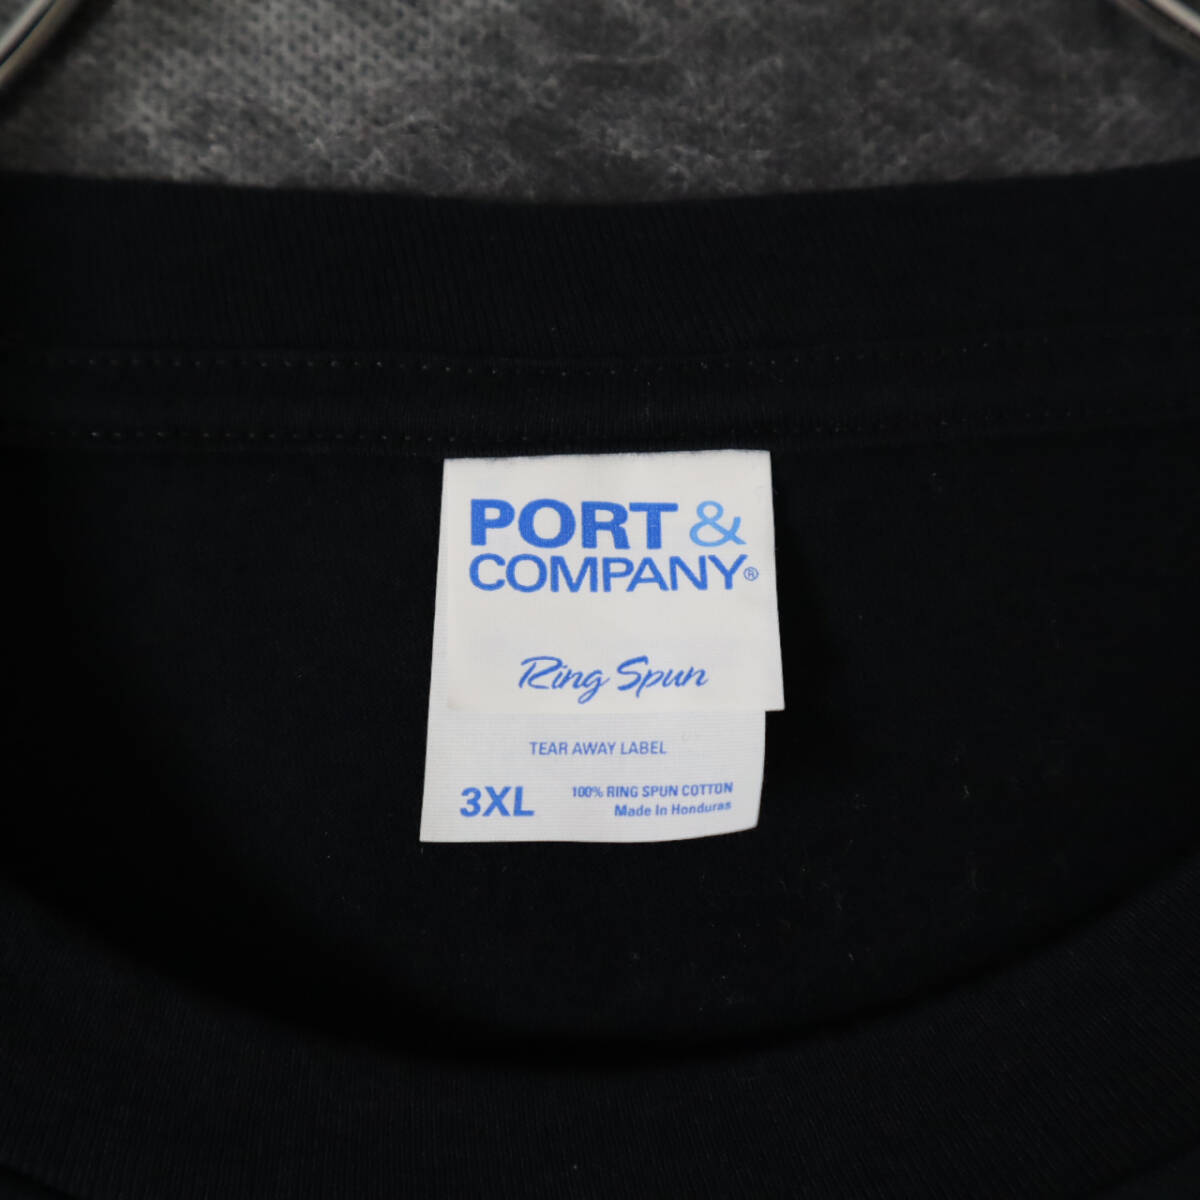 PORT &
COMPANY®
Ring Spun
TEAR AWAY LABEL
3XL
100% RING SPUN COTTON
Made In Honduras